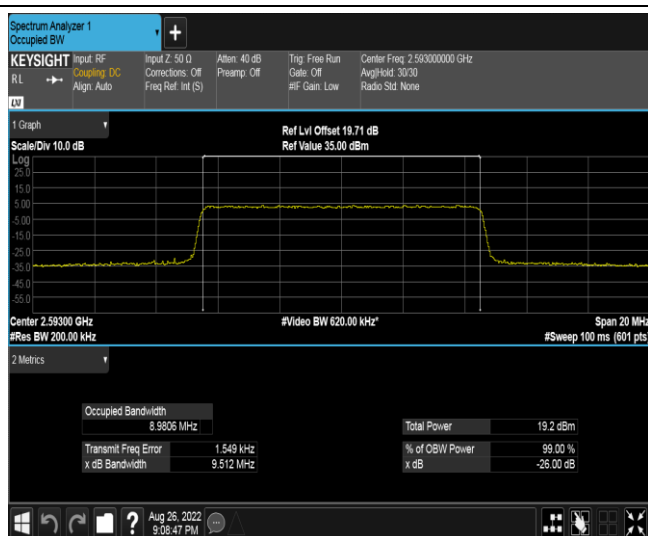 Spectrum Analyzer 1
Occupied BW
KEYSIGHT
RL
LXI
Input: RF
Coupling: DC
Align: Auto
Input Z: 50 Ω
Corrections: Off
Freq Ref: Int (S)
Atten: 40 dB
Preamp: Off
Trig: Free Run
Gate: Off
#IF Gain: Low
Center Freq: 2.593000000 GHz
Avg|Hold: 30/30
Radio Std: None
1 Graph
Ref Lvl Offset 19.71 dB
Scale/Div 10.0 dB
Ref Value 35.00 dBm
Log
25.0
15.0
5.00
-5.00
-15.0
-25.0
-35.0
-45.0
-55.0
Center 2.59300 GHz
#Video BW 620.00 kHz*
Span 20 MHz
#Res BW 200.00 kHz
#Sweep 100 ms (601 pts)
2 Metrics
Occupied Bandwidth
8.9806 MHz
Total Power 19.2 dBm
Transmit Freq Error 1.549 kHz
% of OBW Power 99.00 %
x dB Bandwidth 9.512 MHz
x dB -26.00 dB
?
Aug 26, 2022
9:08:47 PM